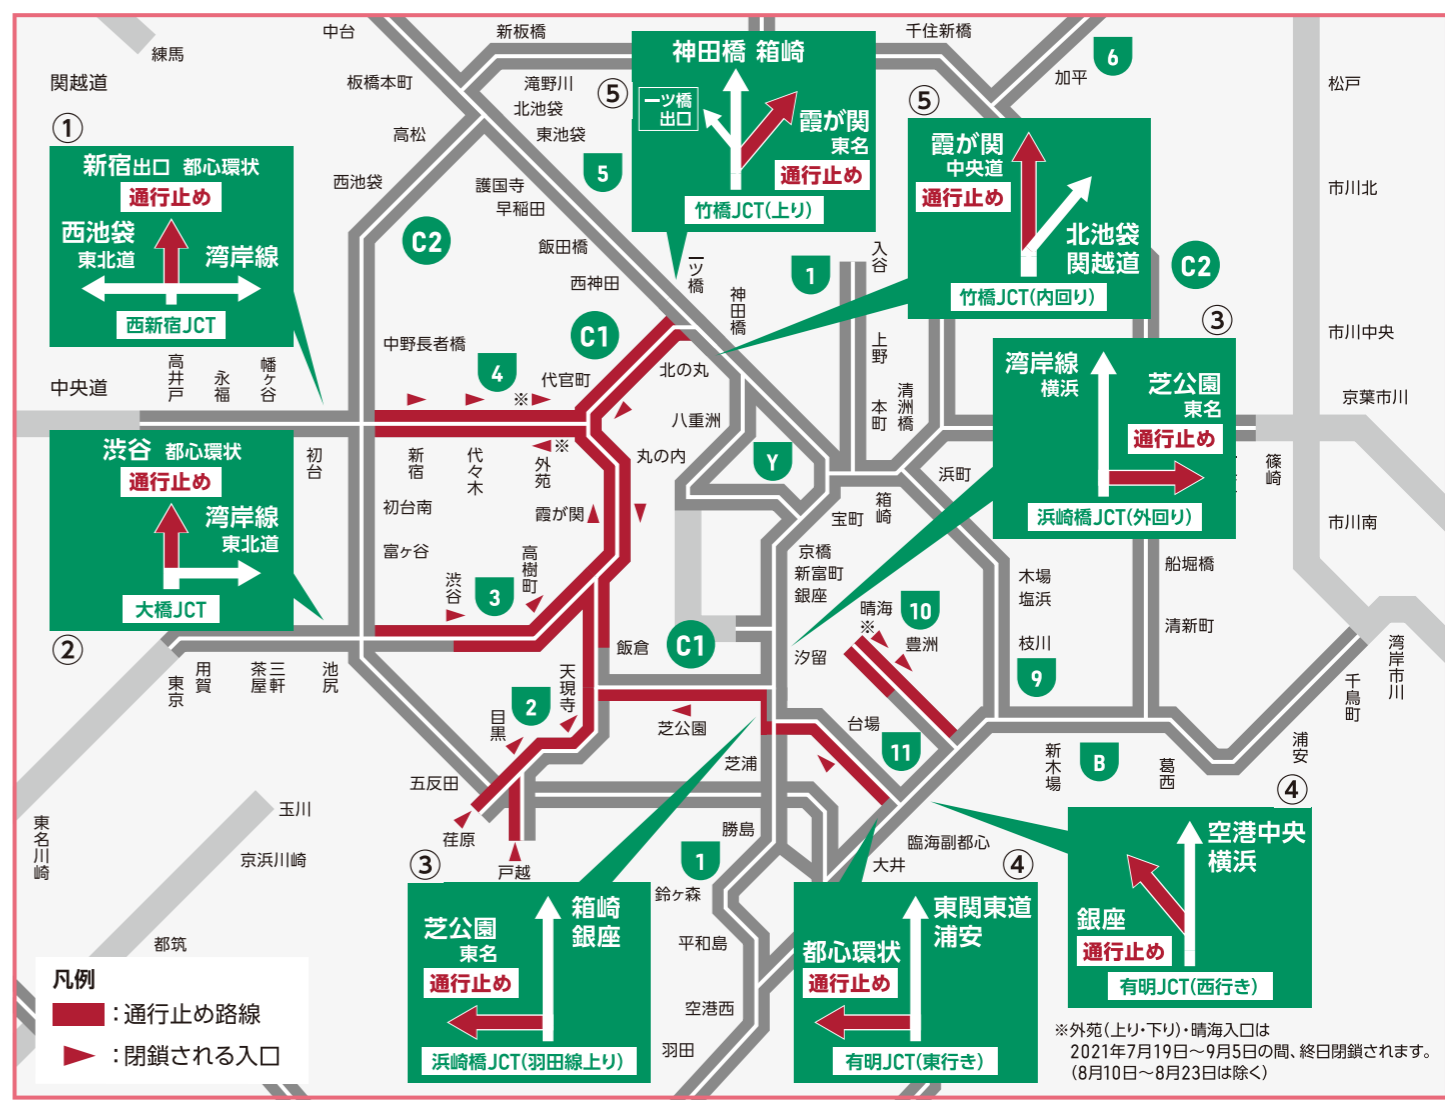 中台
新板橋
千住新橋
練馬
関越道
板橋本町
滝野川
北池袋
東池袋
高松
西池袋
護国寺
早稲田
飯田橋
西神田
加平
6
松戸
市川北
市川中央
京葉市川
市川南
①
新宿出口 都心環状
通行止め
西池袋
東北道
湾岸線
西新宿JCT
⑤
神田橋 箱崎
一ツ橋
出口
霞が関
東名
通行止め
竹橋JCT(上り)
⑤
霞が関
中央道
通行止め
北池袋
関越道
竹橋JCT(内回り)
5
C2
C2
C1
1
入谷
一ツ橋
神田橋
上野
本町
清洲橋
③
湾岸線
横浜
芝公園
東名
通行止め
浜崎橋JCT(外回り)
中央道
高井戸
永福
幡ヶ谷
中野長者橋
4
※
代官町
北の丸
八重洲
丸の内
Y
浜町
箱崎
宝町
篠崎
渋谷 都心環状
通行止め
湾岸線
東北道
大橋JCT
②
初台
新宿
代々木
外苑
※
初台南
富ヶ谷
霞が関
高樹町
渋谷
3
京橋
新富町
銀座
木場
塩浜
枝川
船堀橋
清新町
晴海
※
10
豊洲
汐留
9
飯倉
C1
東京
用賀
三軒
茶屋
池尻
天現寺
2
目黒
芝公園
芝浦
台場
11
新木場
B
葛西
浦安
千鳥町
湾岸市川
五反田
荏原
戸越
勝島
1
鈴ヶ森
平和島
空港西
羽田
臨海副都心
大井
玉川
東名川崎
京浜川崎
都筑
③
芝公園
東名
通行止め
箱崎
銀座
浜崎橋JCT(羽田線上り)
④
東関東道
浦安
都心環状
通行止め
有明JCT(東行き)
④
空港中央
横浜
銀座
通行止め
有明JCT(西行き)
凡例
:通行止め路線
:閉鎖される入口
※外苑(上り・下り)・晴海入口は
2021年7月19日〜9月5日の間、終日閉鎖されます。
(8月10日〜8月23日は除く)